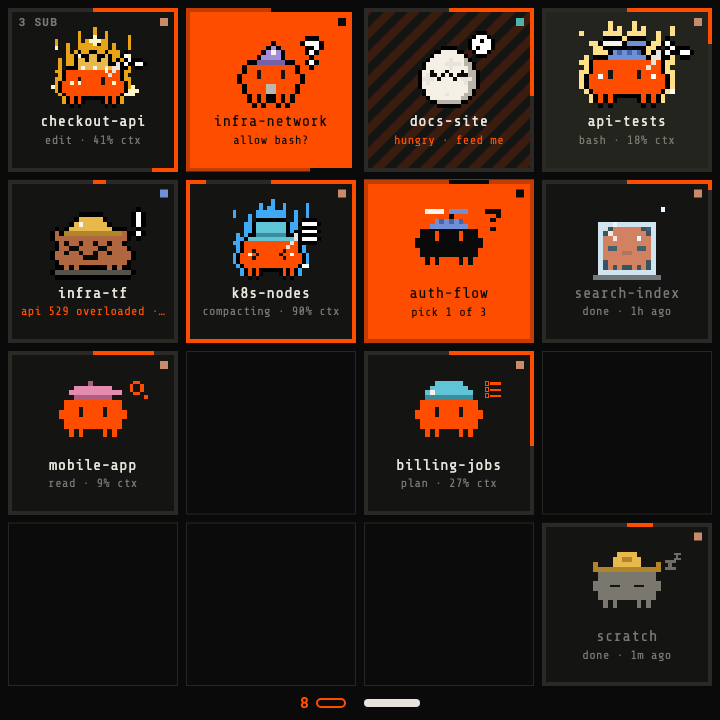 3 SUB
checkout-api
edit · 41% ctx
infra-network
allow bash?
docs-site
hungry · feed me
api-tests
bash · 18% ctx
infra-tf
api 529 overloaded ·…
k8s-nodes
compacting · 90% ctx
auth-flow
pick 1 of 3
search-index
done · 1h ago
mobile-app
read · 9% ctx
billing-jobs
plan · 27% ctx
scratch
done · 1m ago
8